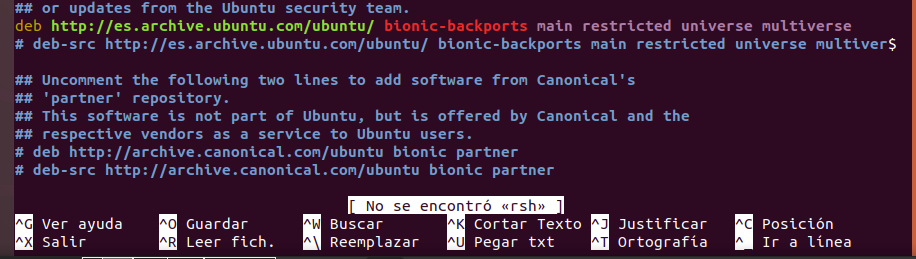 ## or updates from the Ubuntu security team.
deb http://es.archive.ubuntu.com/ubuntu/ bionic-backports main restricted universe multiverse
# deb-src http://es.archive.ubuntu.com/ubuntu/ bionic-backports main restricted universe multiver$
## Uncomment the following two lines to add software from Canonical's
## 'partner' repository.
## This software is not part of Ubuntu, but is offered by Canonical and the
## respective vendors as a service to Ubuntu users.
# deb http://archive.canonical.com/ubuntu bionic partner
# deb-src http://archive.canonical.com/ubuntu bionic partner
[ No se encontró «rsh» ]
^G Ver ayuda ^O Guardar ^W Buscar ^K Cortar Texto ^J Justificar ^C Posición
^X Salir ^R Leer fich. ^\ Reemplazar ^U Pegar txt ^T Ortografía ^_ Ir a línea